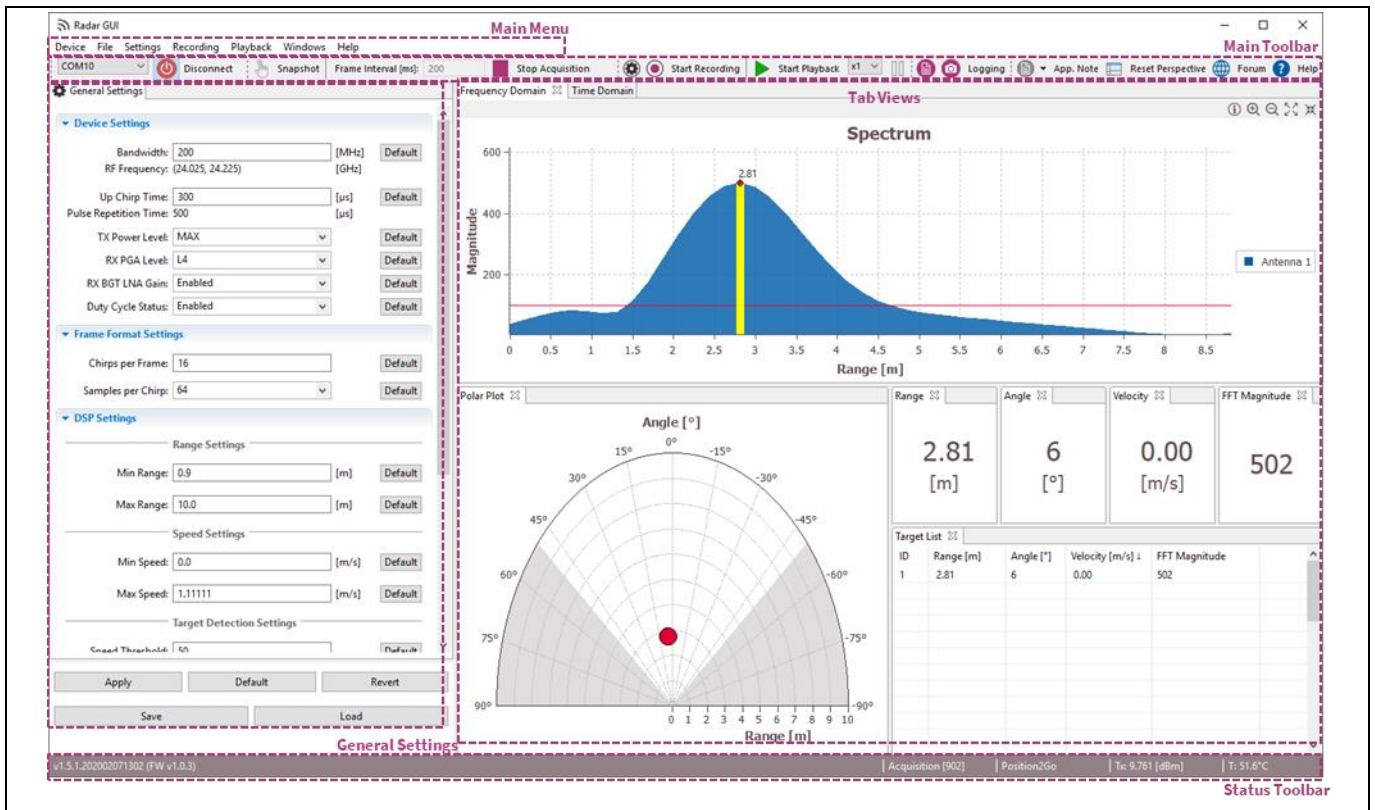 Radar GUI
Main Menu
Device File Settings Recording Playback Windows Help
Main Toolbar
COM10 Disconnect Snapshot Frame Interval [ms]: 200 Stop Acquisition Start Recording Start Playback x1 Logging App. Note Reset Perspective Forum Help
General Settings
Frequency Domain Time Domain
Tab Views
Device Settings
Bandwidth: 200 [MHz] Default
RF Frequency: (24.025, 24.225) [GHz]
Up Chirp Time: 300 [µs] Default
Pulse Repetition Time: 500 [µs]
TX Power Level: MAX Default
RX PGA Level: L4 Default
RX BGT LNA Gain: Enabled Default
Duty Cycle Status: Enabled Default
Frame Format Settings
Chirps per Frame: 16 Default
Samples per Chirp: 64 Default
DSP Settings
Range Settings
Min Range: 0.9 [m] Default
Max Range: 10.0 [m] Default
Speed Settings
Min Speed: 0.0 [m/s] Default
Max Speed: 1.11111 [m/s] Default
Target Detection Settings
Speed Threshold: 50 Default
Apply Default Revert
Save Load
General Settings
Spectrum
600
400
200
Magnitude
2.81
Antenna 1
0 0.5 1 1.5 2 2.5 3 3.5 4 4.5 5 5.5 6 6.5 7 7.5 8 8.5
Range [m]
Polar Plot
Angle [°]
0°
15° -15°
30° -30°
45° -45°
60° -60°
75° -75°
90° -90°
0 1 2 3 4 5 6 7 8 9 10
Range [m]
Range Angle Velocity FFT Magnitude
2.81 6 0.00 502
[m] [°] [m/s]
Target List
ID Range [m] Angle [°] Velocity [m/s] ↓ FFT Magnitude
1 2.81 6 0.00 502
v1.5.1.202002071302 (FW v1.0.3) Acquisition [902] Position2Go Tx: 9.761 [dBm] T: 51.6°C
Status Toolbar